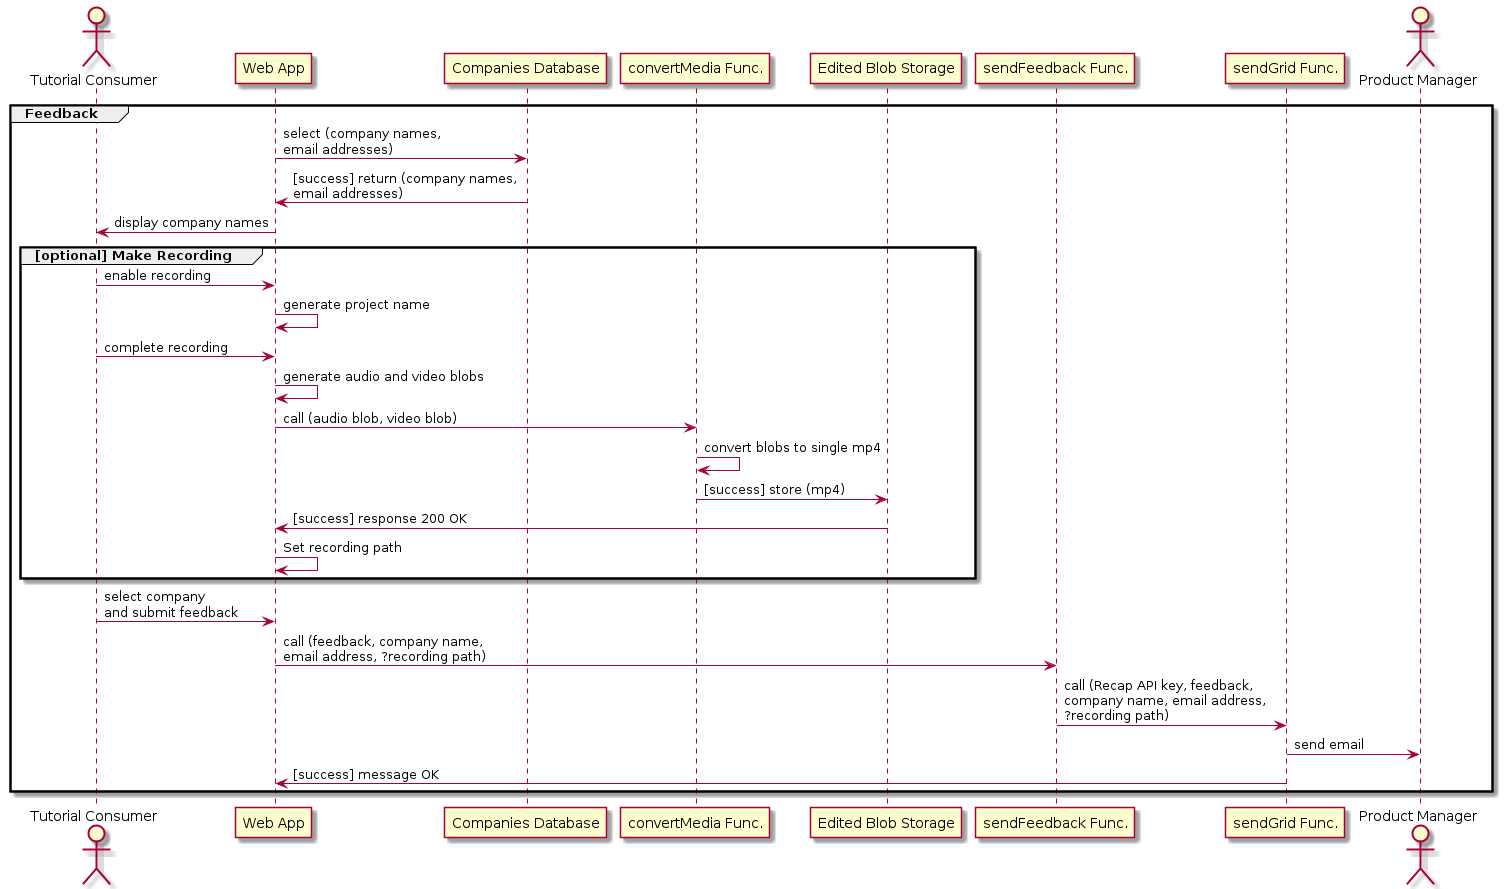 Tutorial Consumer
Web App
Companies Database
convertMedia Func.
Edited Blob Storage
sendFeedback Func.
sendGrid Func.
Product Manager
Feedback
select (company names,
email addresses)
[success] return (company names,
email addresses)
display company names
[optional] Make Recording
enable recording
generate project name
complete recording
generate audio and video blobs
call (audio blob, video blob)
convert blobs to single mp4
[success] store (mp4)
[success] response 200 OK
Set recording path
select company
and submit feedback
call (feedback, company name,
email address, ?recording path)
call (Recap API key, feedback,
company name, email address,
?recording path)
send email
[success] message OK
Tutorial Consumer
Web App
Companies Database
convertMedia Func.
Edited Blob Storage
sendFeedback Func.
sendGrid Func.
Product Manager